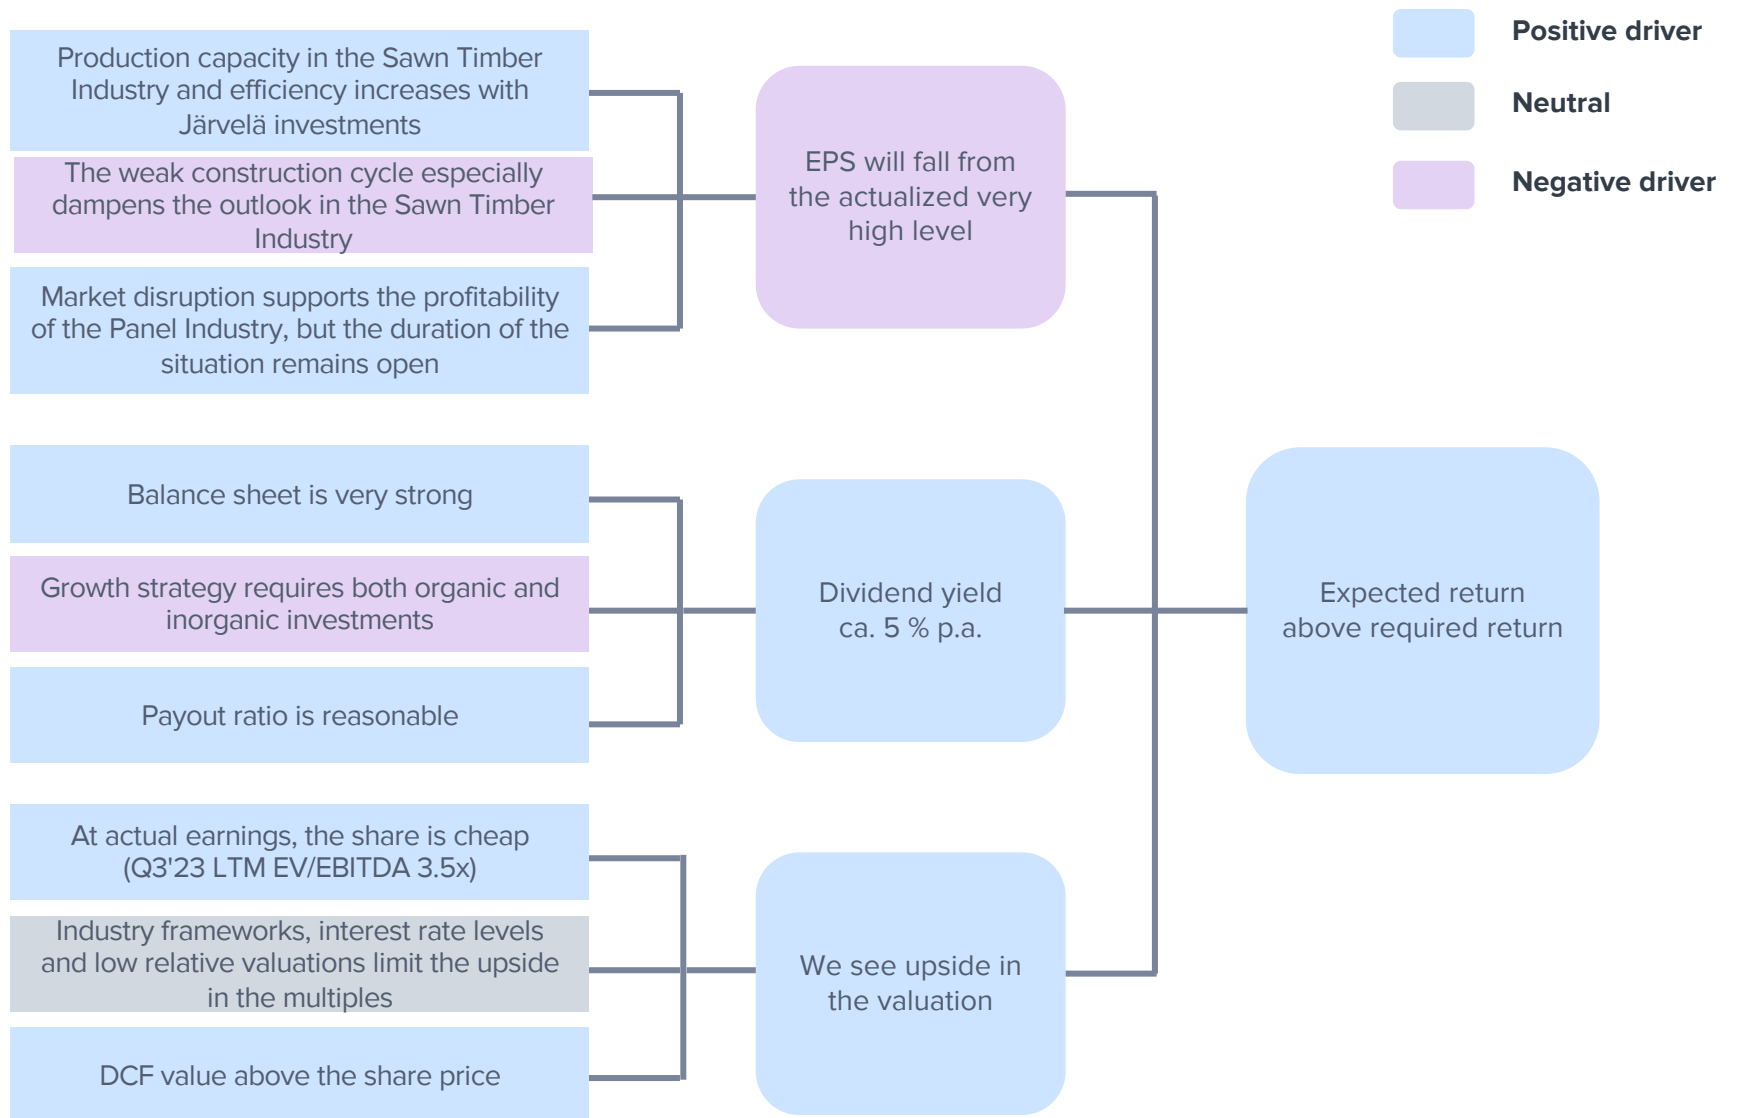 Positive driver
Neutral
Negative driver
Production capacity in the Sawn Timber
Industry and efficiency increases with
Järvelä investments
The weak construction cycle especially
dampens the outlook in the Sawn Timber
Industry
Market disruption supports the profitability
of the Panel Industry, but the duration of the
situation remains open
EPS will fall from
the actualized very
high level
Balance sheet is very strong
Growth strategy requires both organic and
inorganic investments
Payout ratio is reasonable
Dividend yield
ca. 5 % p.a.
At actual earnings, the share is cheap
(Q3'23 LTM EV/EBITDA 3.5x)
Industry frameworks, interest rate levels
and low relative valuations limit the upside
in the multiples
DCF value above the share price
We see upside in
the valuation
Expected return
above required return